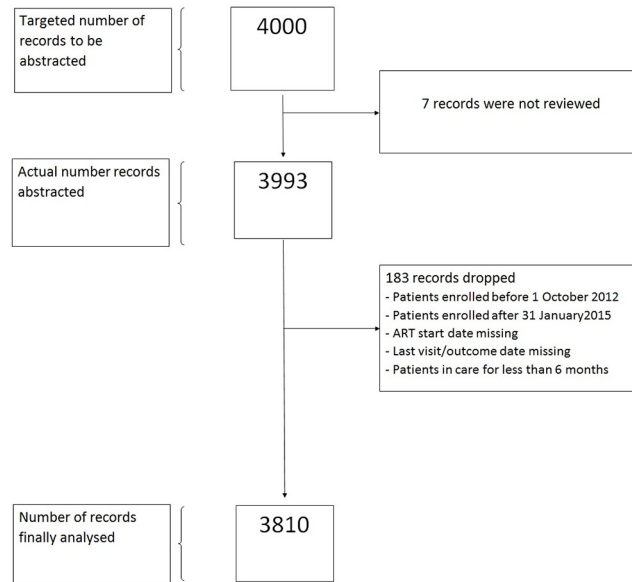 Targeted number of
records to be
abstracted
4000
7 records were not reviewed
Actual number records
abstracted
3993
183 records dropped
- Patients enrolled before 1 October 2012
- Patients enrolled after 31 January2015
- ART start date missing
- Last visit/outcome date missing
- Patients in care for less than 6 months
Number of records
finally analysed
3810